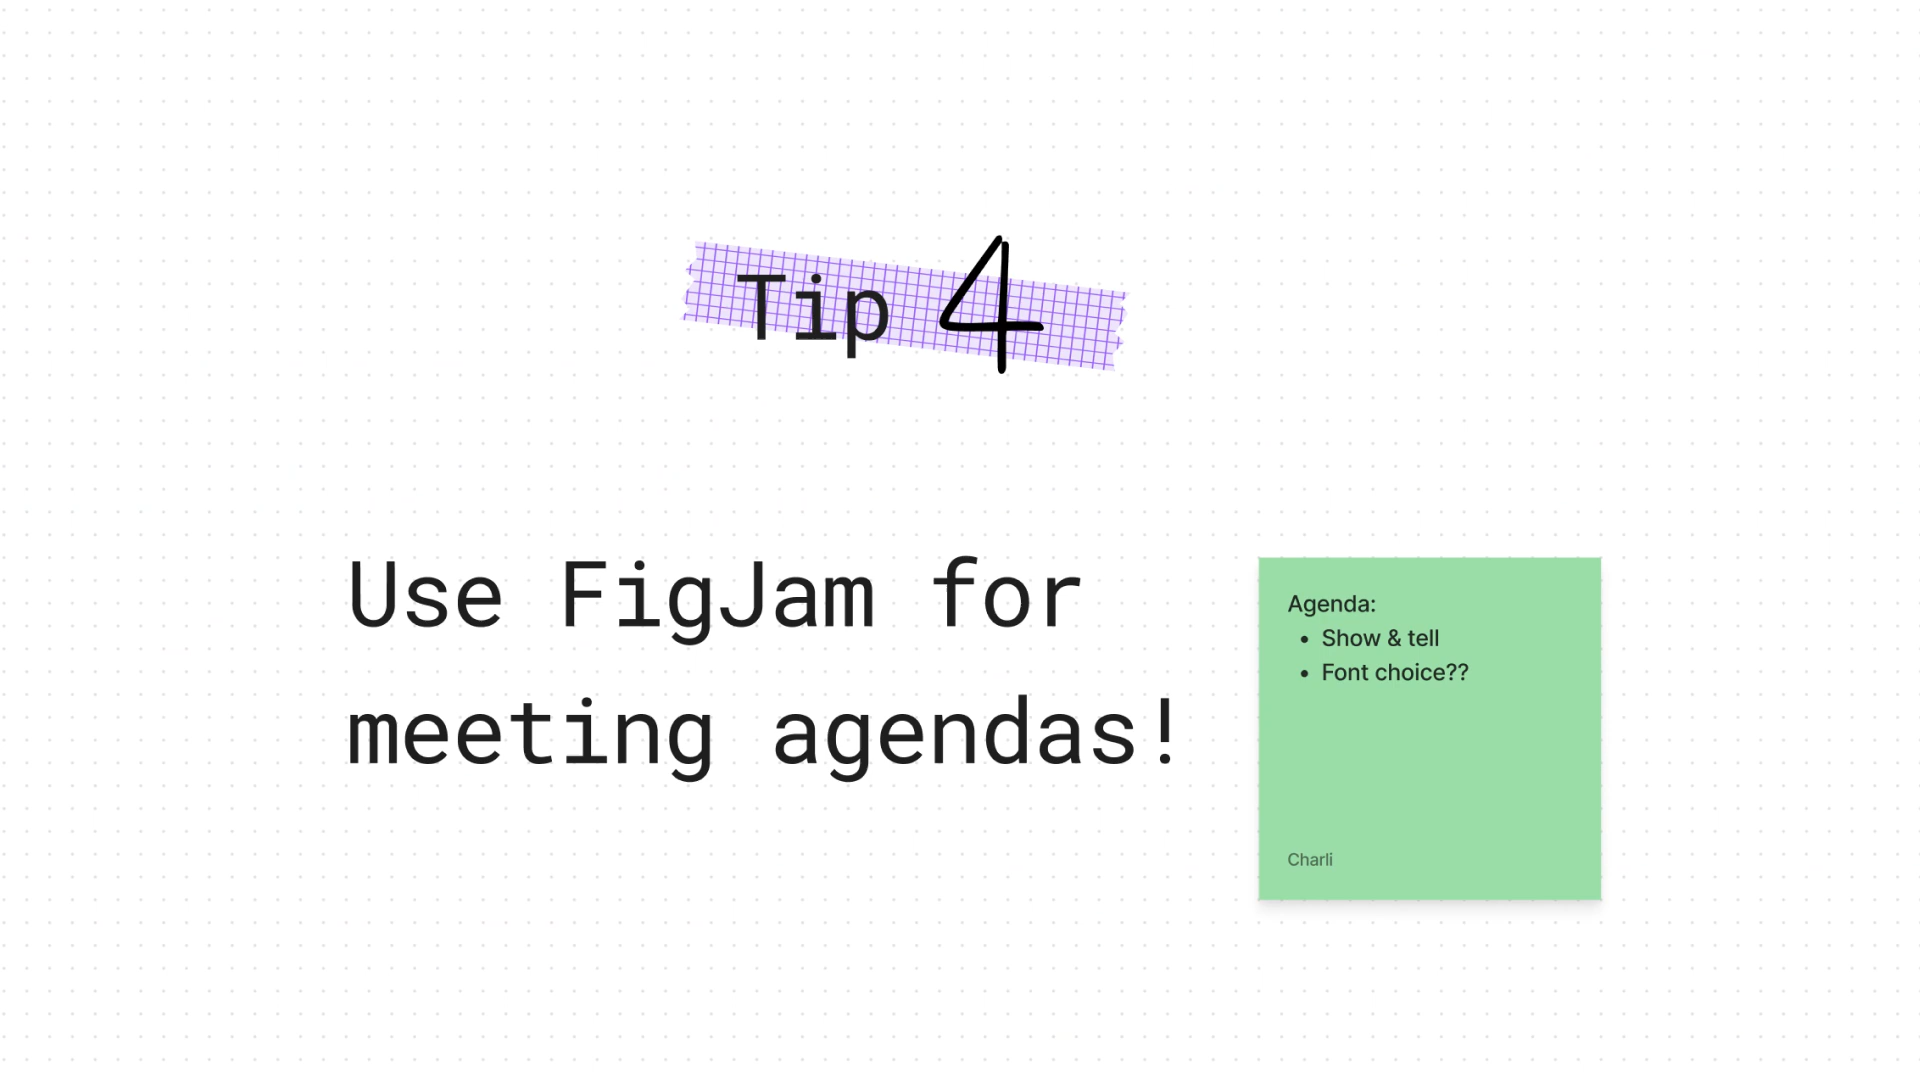 Tip 4
Use FigJam for
meeting agendas!
Agenda:
• Show & tell
• Font choice??
Charli